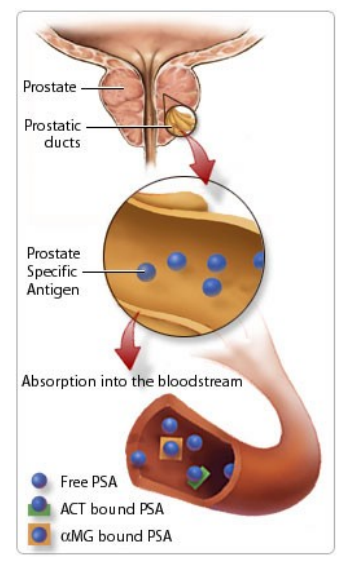 Prostate
Prostatic
ducts
Prostate
Specific
Antigen
Absorption into the bloodstream
Free PSA
ACT bound PSA
αMG bound PSA